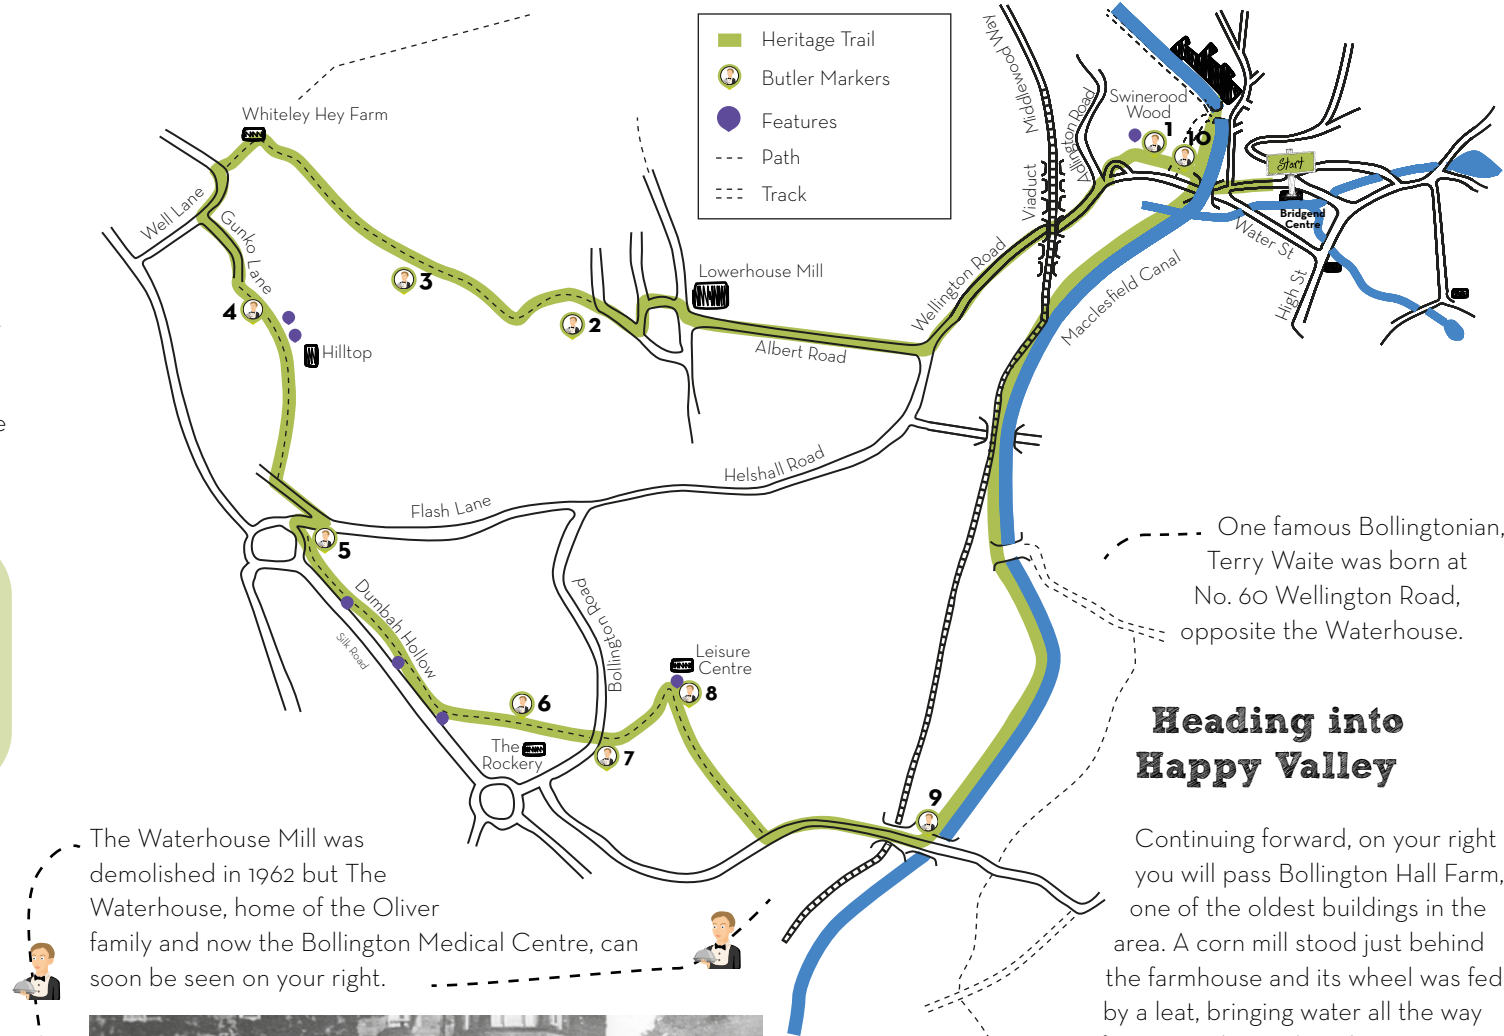 Heritage Trail
Butler Markers
Features
Path
Track
Whiteley Hey Farm
Well Lane
Gunko Lane
3
4
2
Hilltop
Lowerhouse Mill
Albert Road
Wellington Road
Middlewood Way
Viaduct
Adlington Road
Swinerood
Wood
1
10
Start
Bridgend
Centre
Water St
High St
Macclesfield Canal
Helshall Road
Flash Lane
5
Dumbah Hollow
Silk Road
Bollington Road
6
The
Rockery
7
Leisure
Centre
8
9
e
One famous Bollingtonian,
Terry Waite was born at
No. 60 Wellington Road,
opposite the Waterhouse.
Heading into
Happy Valley
Continuing forward, on your right
you will pass Bollington Hall Farm,
one of the oldest buildings in the
area. A corn mill stood just behind
the farmhouse and its wheel was fed
by a leat, bringing water all the way
The Waterhouse Mill was
demolished in 1962 but The
Waterhouse, home of the Oliver
family and now the Bollington Medical Centre, can
soon be seen on your right.